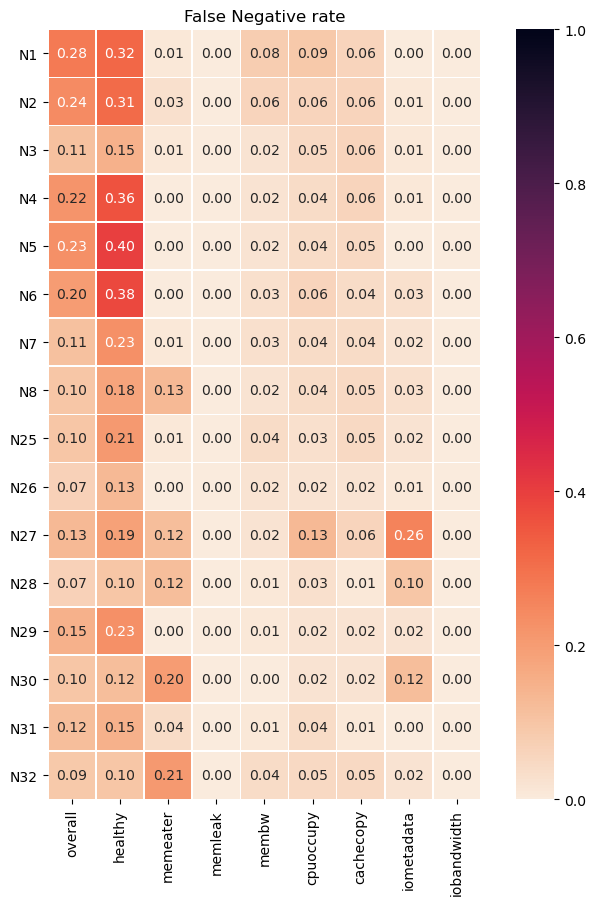 False Negative rate
N1 0.28 0.32 0.01 0.00 0.08 0.09 0.06 0.00 0.00
N2 0.24 0.31 0.03 0.00 0.06 0.06 0.06 0.01 0.00
N3 0.11 0.15 0.01 0.00 0.02 0.05 0.06 0.01 0.00
N4 0.22 0.36 0.00 0.00 0.02 0.04 0.06 0.01 0.00
N5 0.23 0.40 0.00 0.00 0.02 0.04 0.05 0.00 0.00
N6 0.20 0.38 0.00 0.00 0.03 0.06 0.04 0.03 0.00
N7 0.11 0.23 0.01 0.00 0.03 0.04 0.04 0.02 0.00
N8 0.10 0.18 0.13 0.00 0.02 0.04 0.05 0.03 0.00
N25 0.10 0.21 0.01 0.00 0.04 0.03 0.05 0.02 0.00
N26 0.07 0.13 0.00 0.00 0.02 0.02 0.02 0.01 0.00
N27 0.13 0.19 0.12 0.00 0.02 0.13 0.06 0.26 0.00
N28 0.07 0.10 0.12 0.00 0.01 0.03 0.01 0.10 0.00
N29 0.15 0.23 0.00 0.00 0.01 0.02 0.02 0.02 0.00
N30 0.10 0.12 0.20 0.00 0.00 0.02 0.02 0.12 0.00
N31 0.12 0.15 0.04 0.00 0.01 0.04 0.01 0.00 0.00
N32 0.09 0.10 0.21 0.00 0.04 0.05 0.05 0.02 0.00
overall
healthy
memeater
memleak
membw
cpuoccupy
cachecopy
iometadata
iobandwidth
1.0
0.8
0.6
0.4
0.2
0.0